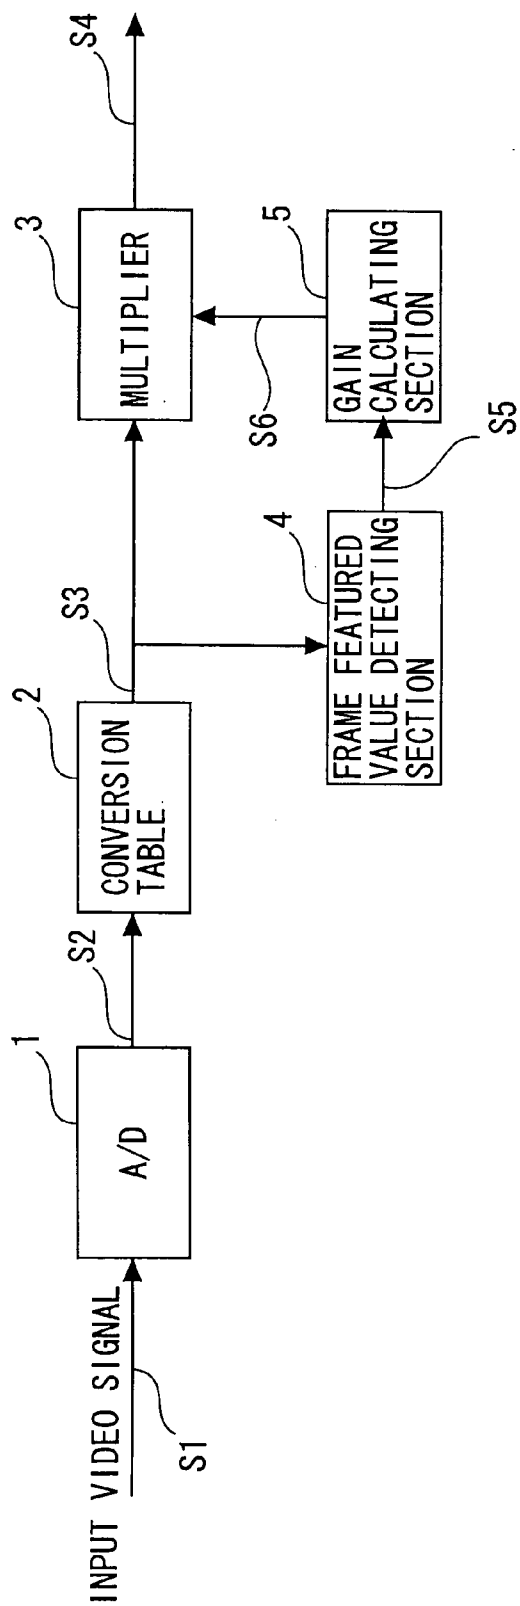 INPUT VIDEO SIGNAL
S1
1
A/D
S2
2
CONVERSION
TABLE
S3
3
MULTIPLIER
S4
4
FRAME FEATURED
VALUE DETECTING
SECTION
S5
5
GAIN
CALCULATING
SECTION
S6